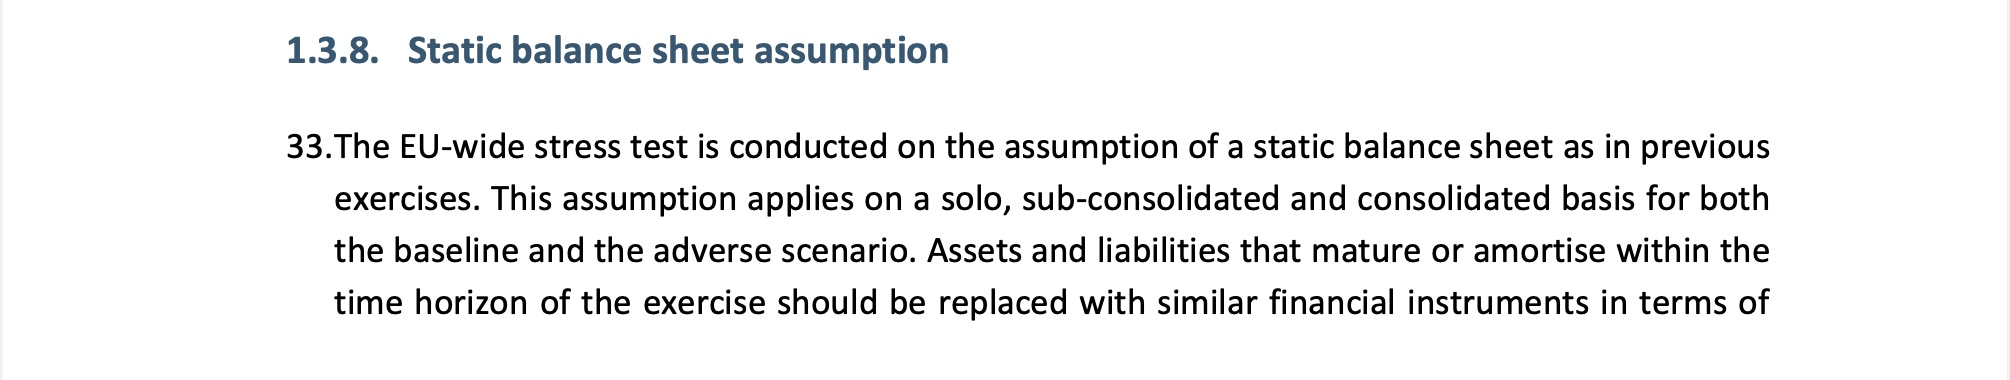 1.3.8. Static balance sheet assumption
33.The EU-wide stress test is conducted on the assumption of a static balance sheet as in previous
exercises. This assumption applies on a solo, sub-consolidated and consolidated basis for both
the baseline and the adverse scenario. Assets and liabilities that mature or amortise within the
time horizon of the exercise should be replaced with similar financial instruments in terms of